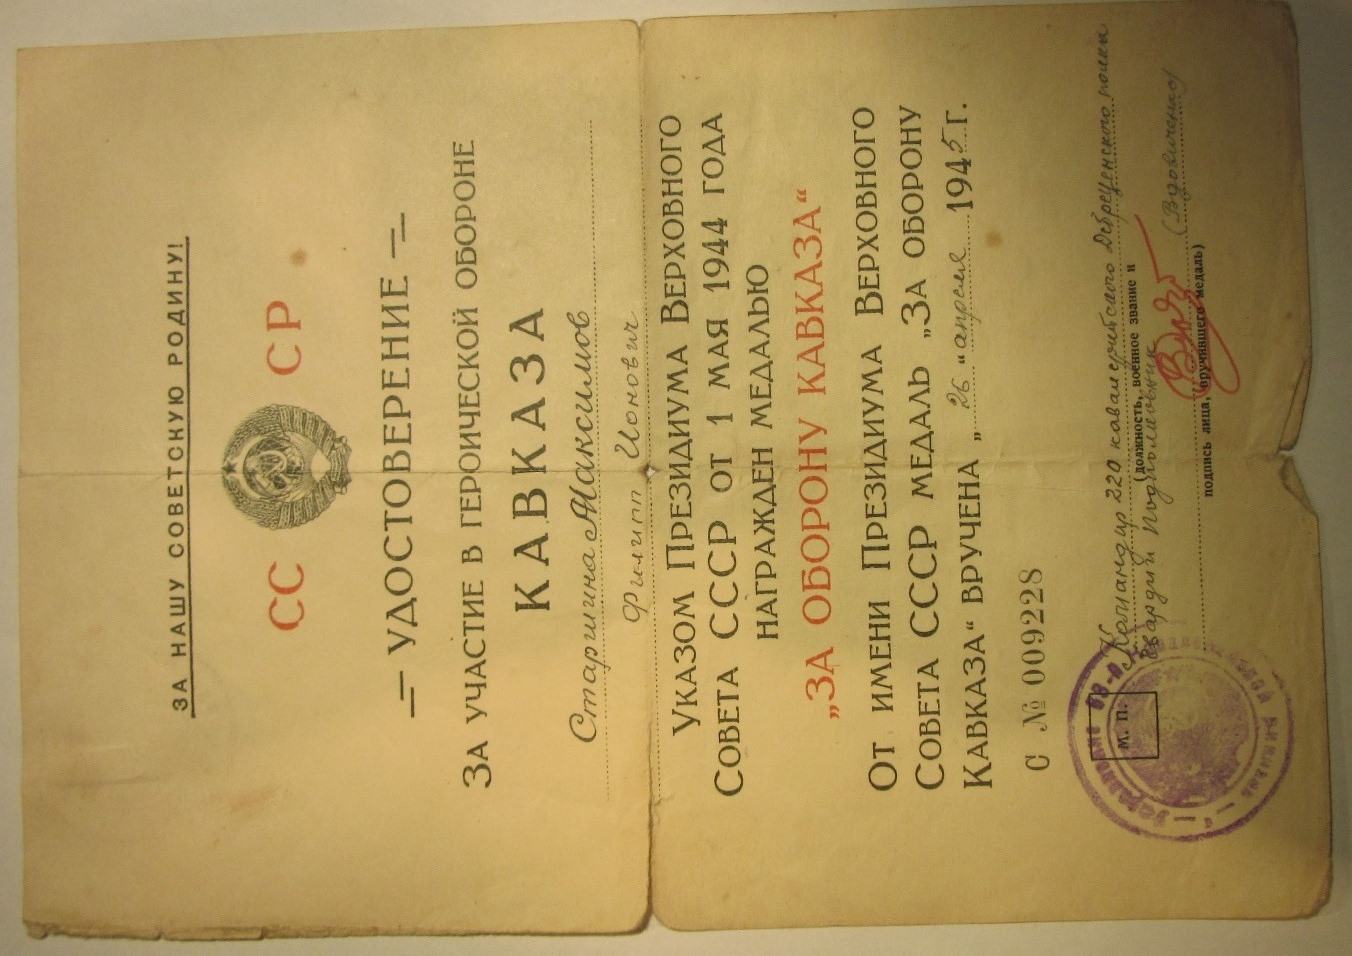 ЗА НАШУ СОВЕТСКУЮ РОДИНУ!
СС СР
— УДОСТОВЕРЕНИЕ —
ЗА УЧАСТИЕ В ГЕРОИЧЕСКОЙ ОБОРОНЕ
КАВКАЗА
Старшина Максимов
Филипп Ионович
УКАЗОМ ПРЕЗИДИУМА ВЕРХОВНОГО
СОВЕТА СССР ОТ 1 МАЯ 1944 ГОДА
НАГРАЖДЕН МЕДАЛЬЮ
„ЗА ОБОРОНУ КАВКАЗА“
ОТ ИМЕНИ ПРЕЗИДИУМА ВЕРХОВНОГО
СОВЕТА СССР МЕДАЛЬ „ЗА ОБОРОНУ
КАВКАЗА“ ВРУЧЕНА „26“ апреля 1945 г.
С № 009228
М. П.
Командир 220 кавалерийского Дебреценского полка
(должность, военное звание и
гвардии Подполковник (Вдовиченко)
подпись лица, вручившего медаль)